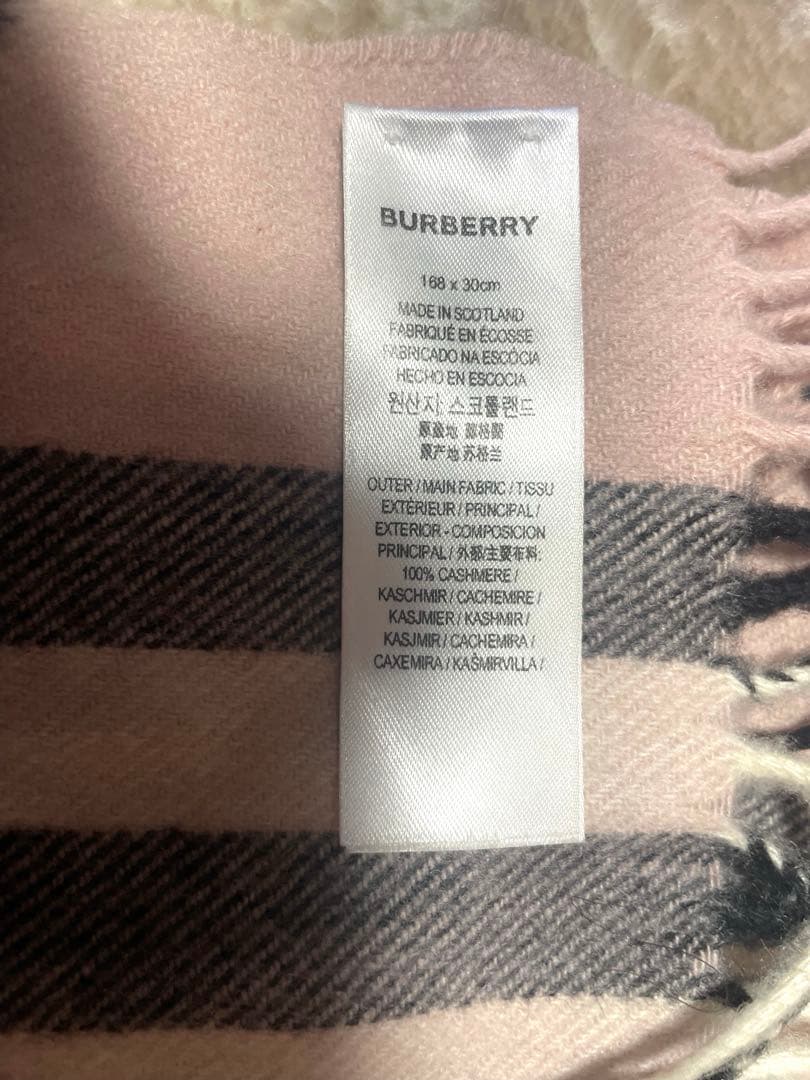 BURBERRY
168 x 30cm
MADE IN SCOTLAND
FABRIQUÉ EN ÉCOSSE
FABRICADO NA ESCÓCIA
HECHO EN ESCOCIA
원산지: 스코틀랜드
原產地 蘇格蘭
原产地 苏格兰
OUTER / MAIN FABRIC / TISSU
EXTÉRIEUR / PRINCIPAL /
EXTERIOR - COMPOSICION
PRINCIPAL / 外部/主要布料:
100% CASHMERE /
KASCHMIR / CACHEMIRE /
KASJMIER / KASHMIR /
KASJMIR / CACHEMIRA /
CAXEMIRA / KAŠMIRVILLA /